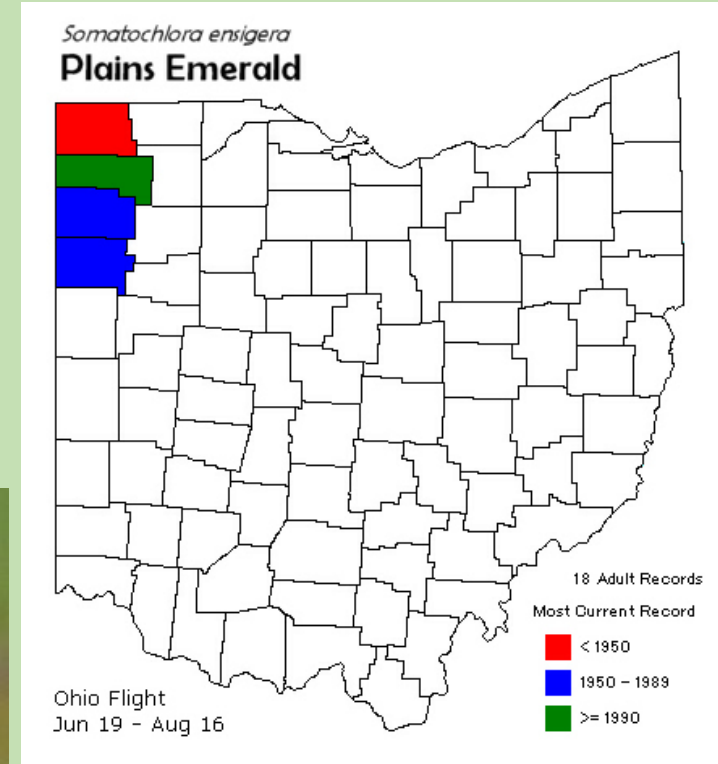 Somatochlora ensigera
Plains Emerald
18 Adult Records
Most Current Record
< 1950
1950 - 1989
>= 1990
Ohio Flight
Jun 19 - Aug 16